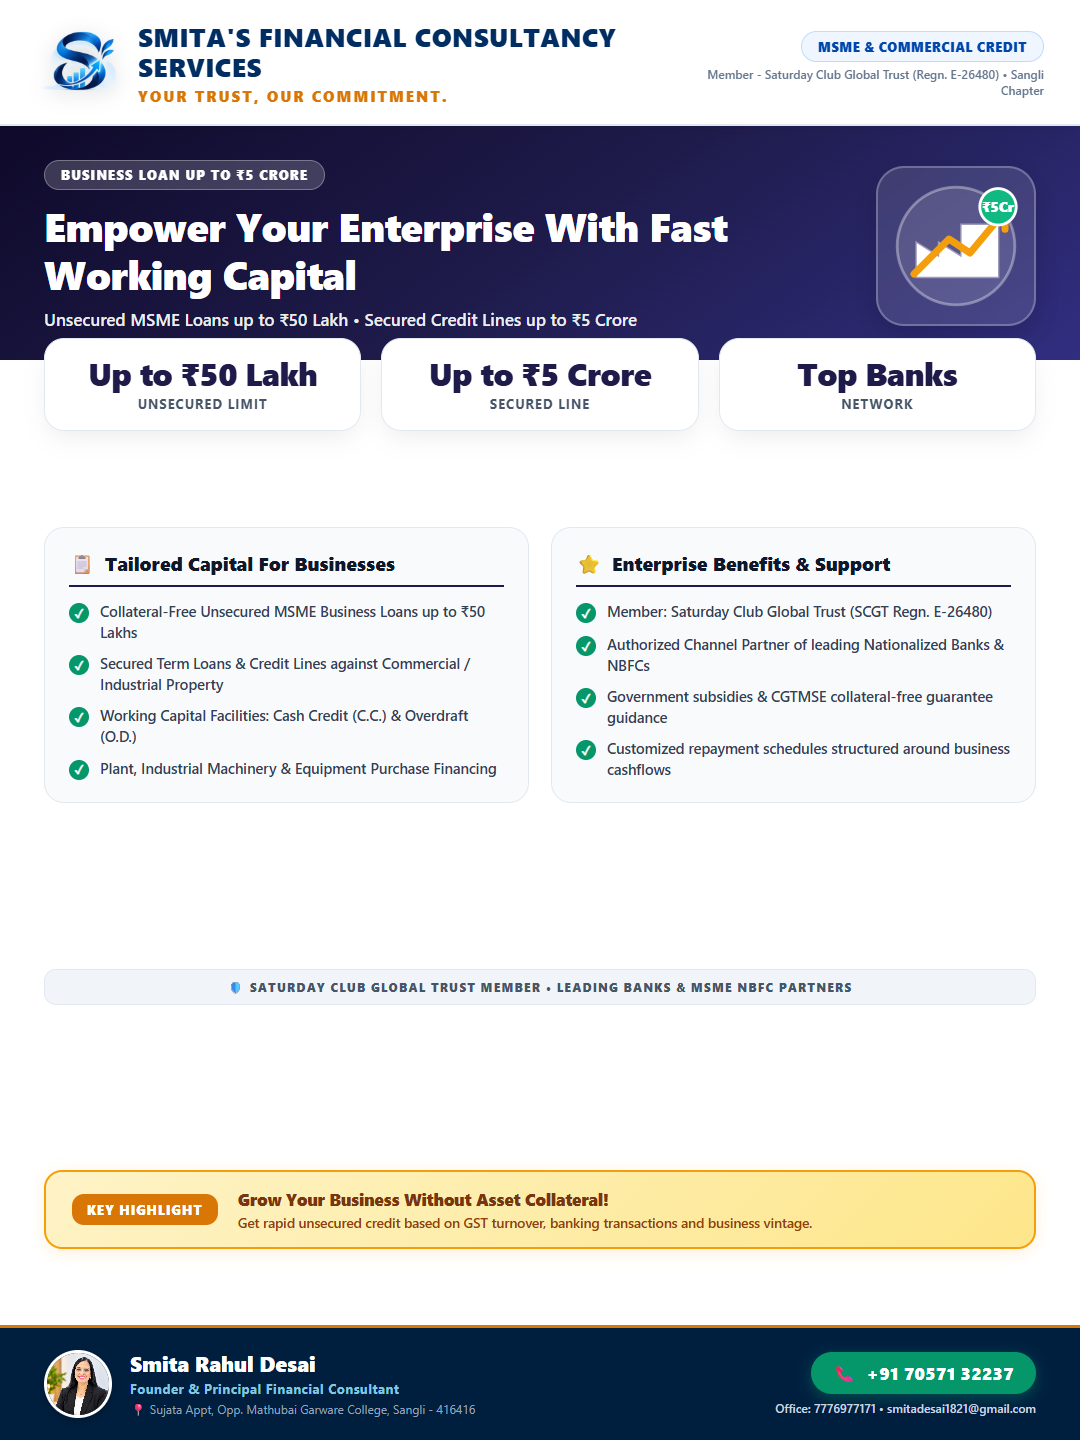 SMITA'S FINANCIAL CONSULTANCY
SERVICES
YOUR TRUST, OUR COMMITMENT.
MSME & COMMERCIAL CREDIT
Member - Saturday Club Global Trust (Regn. E-26480) • Sangli
Chapter
BUSINESS LOAN UP TO ₹5 CRORE
Empower Your Enterprise With Fast
Working Capital
Unsecured MSME Loans up to ₹50 Lakh • Secured Credit Lines up to ₹5 Crore
₹5Cr
Up to ₹50 Lakh
UNSECURED LIMIT
Up to ₹5 Crore
SECURED LINE
Top Banks
NETWORK
Tailored Capital For Businesses
Collateral-Free Unsecured MSME Business Loans up to ₹50
Lakhs
Secured Term Loans & Credit Lines against Commercial /
Industrial Property
Working Capital Facilities: Cash Credit (C.C.) & Overdraft
(O.D.)
Plant, Industrial Machinery & Equipment Purchase Financing
Enterprise Benefits & Support
Member: Saturday Club Global Trust (SCGT Regn. E-26480)
Authorized Channel Partner of leading Nationalized Banks &
NBFCs
Government subsidies & CGTMSE collateral-free guarantee
guidance
Customized repayment schedules structured around business
cashflows
SATURDAY CLUB GLOBAL TRUST MEMBER • LEADING BANKS & MSME NBFC PARTNERS
KEY HIGHLIGHT
Grow Your Business Without Asset Collateral!
Get rapid unsecured credit based on GST turnover, banking transactions and business vintage.
Smita Rahul Desai
Founder & Principal Financial Consultant
Sujata Appt, Opp. Mathubai Garware College, Sangli - 416416
+91 70571 32237
Office: 7776977171 • smitadesai1821@gmail.com